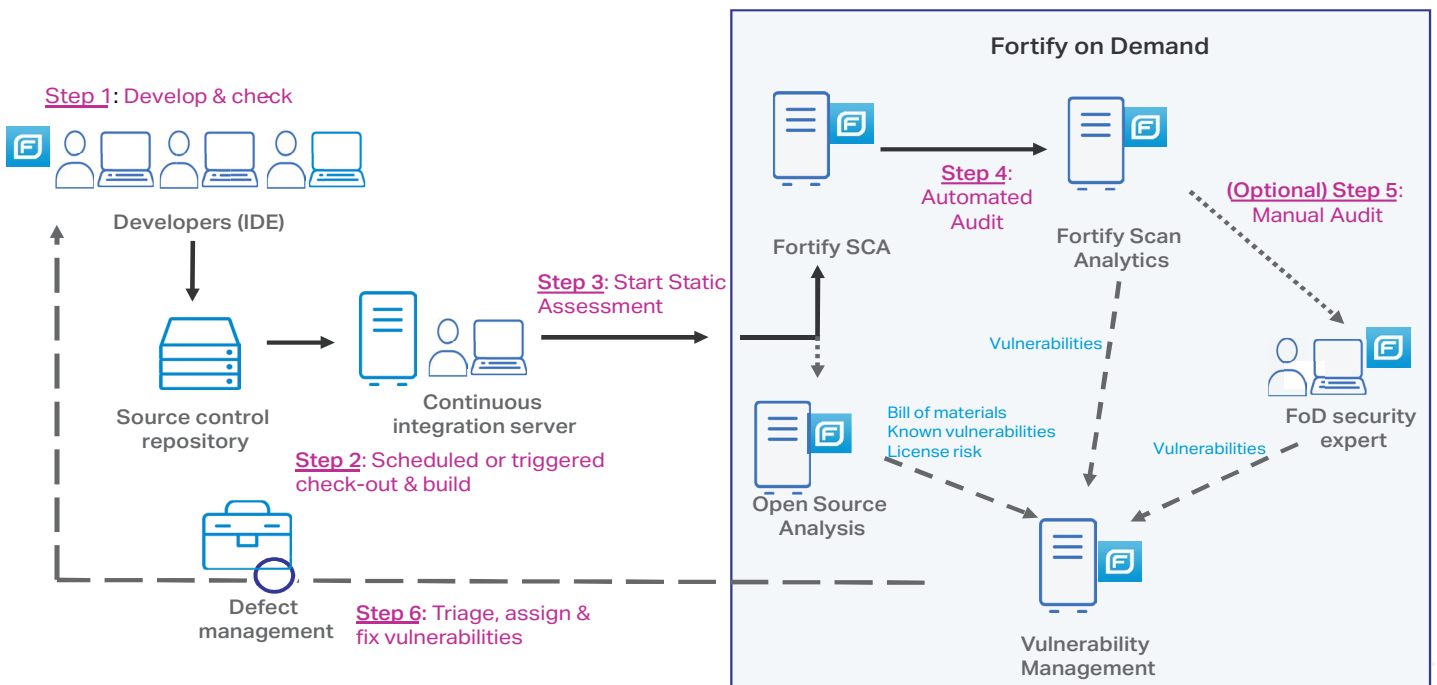 Fortify on Demand
Step 1: Develop & check
Developers (IDE)
Source control
repository
Continuous
integration server
Step 2: Scheduled or triggered
check-out & build
Step 3: Start Static
Assessment
Fortify SCA
Step 4:
Automated
Audit
Fortify Scan
Analytics
(Optional) Step 5:
Manual Audit
Vulnerabilities
FoD security
expert
Vulnerabilities
Bill of materials
Known vulnerabilities
License risk
Open Source
Analysis
Vulnerability
Management
Defect
management
Step 6: Triage, assign &
fix vulnerabilities